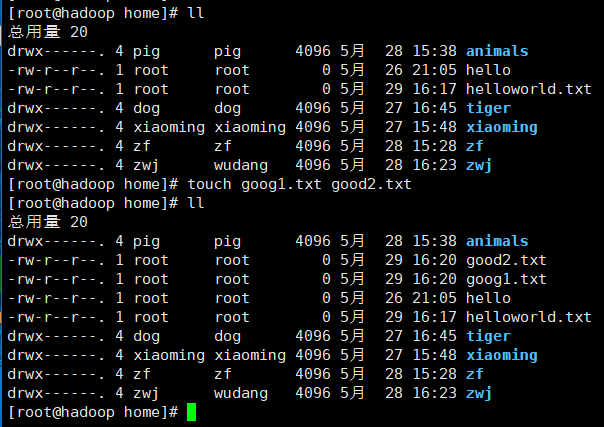 [root@hadoop home]# ll
总用量 20
drwx------. 4 pig      pig      4096 5月  28 15:38 animals
-rw-r--r--. 1 root     root        0 5月  26 21:05 hello
-rw-r--r--. 1 root     root        0 5月  29 16:17 helloworld.txt
drwx------. 4 dog      dog      4096 5月  27 16:45 tiger
drwx------. 4 xiaoming xiaoming 4096 5月  27 15:48 xiaoming
drwx------. 4 zf       zf       4096 5月  28 15:28 zf
drwx------. 4 zwj      wudang   4096 5月  28 16:23 zwj
[root@hadoop home]# touch goog1.txt good2.txt
[root@hadoop home]# ll
总用量 20
drwx------. 4 pig      pig      4096 5月  28 15:38 animals
-rw-r--r--. 1 root     root        0 5月  29 16:20 good2.txt
-rw-r--r--. 1 root     root        0 5月  29 16:20 goog1.txt
-rw-r--r--. 1 root     root        0 5月  26 21:05 hello
-rw-r--r--. 1 root     root        0 5月  29 16:17 helloworld.txt
drwx------. 4 dog      dog      4096 5月  27 16:45 tiger
drwx------. 4 xiaoming xiaoming 4096 5月  27 15:48 xiaoming
drwx------. 4 zf       zf       4096 5月  28 15:28 zf
drwx------. 4 zwj      wudang   4096 5月  28 16:23 zwj
[root@hadoop home]#